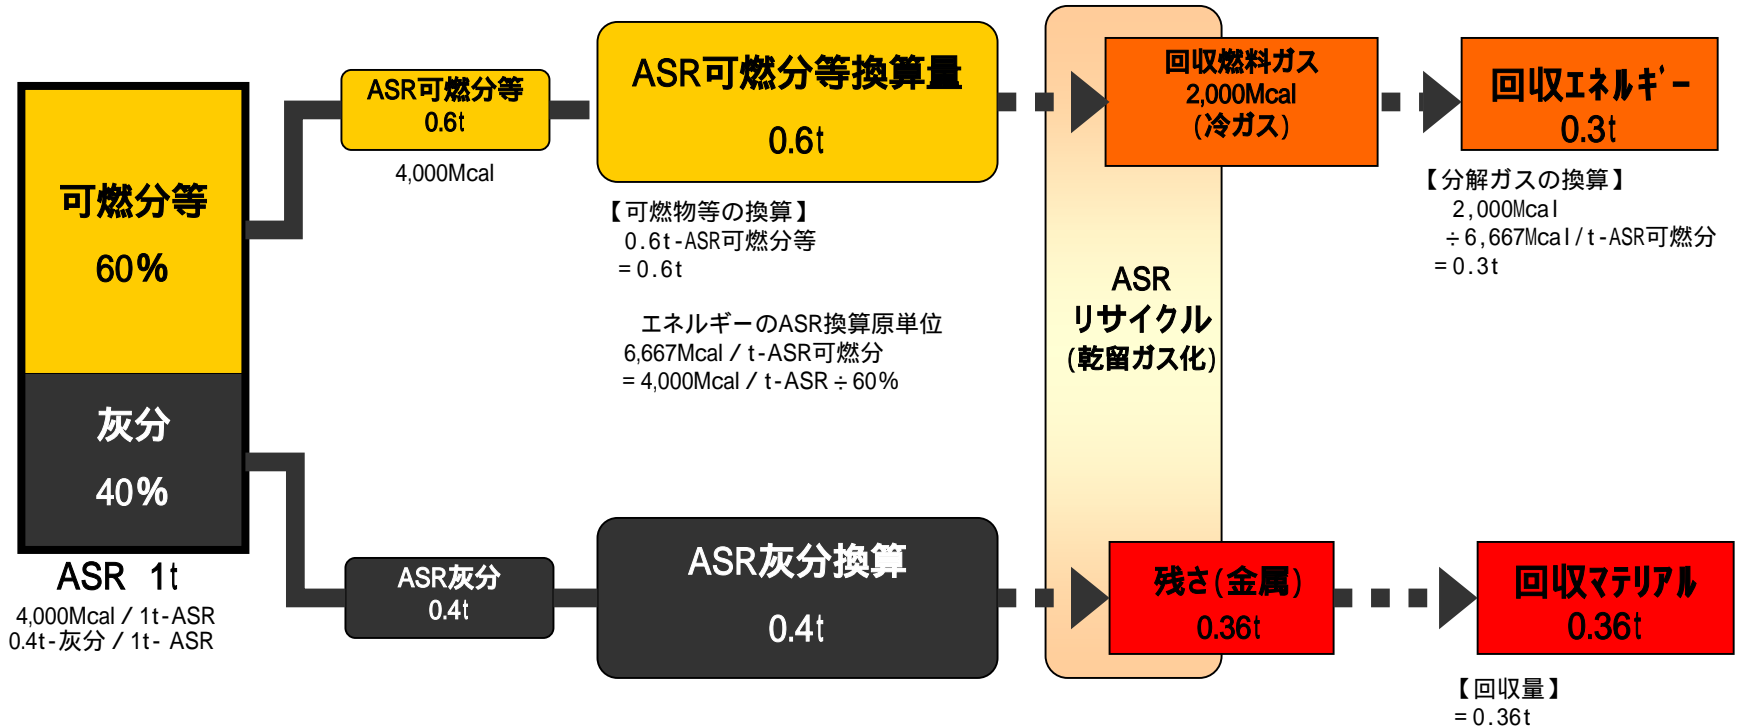 可燃分等
60%
灰分
40%
ASR 1t
4,000Mcal / 1t-ASR
0.4t-灰分 / 1t- ASR
ASR可燃分等
0.6t
4,000Mcal
ASR灰分
0.4t
ASR可燃分等換算量
0.6t
【可燃物等の換算】
0.6t-ASR可燃分等
=0.6t
エネルギーのASR換算原単位
6,667Mcal / t-ASR可燃分
= 4,000Mcal / t-ASR ÷ 60%
ASR灰分換算
0.4t
ASR
リサイクル
(乾留ガス化)
回収燃料ガス
2,000Mcal
(冷ガス)
残さ(金属)
0.36t
回収エネルギー
0.3t
【分解ガスの換算】
2,000Mcal
÷6,667Mcal/t-ASR可燃分
=0.3t
回収マテリアル
0.36t
【回収量】
=0.36t